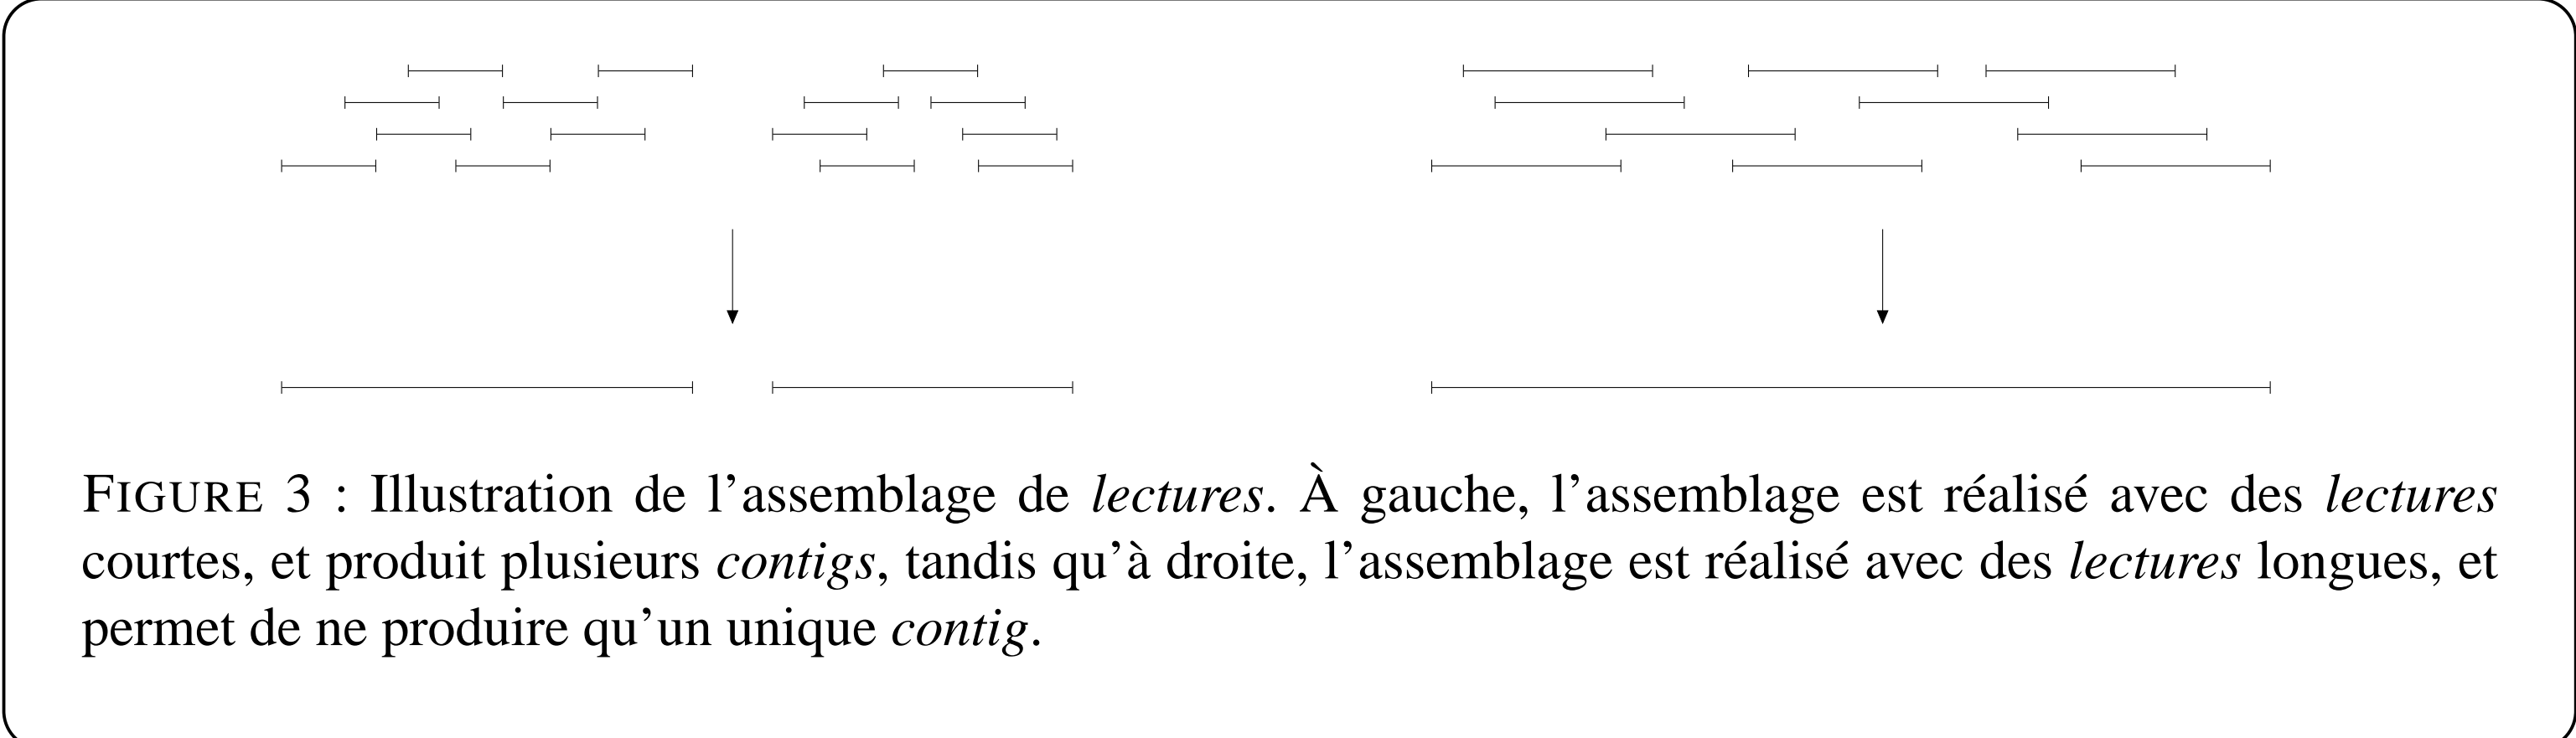 FIGURE 3 : Illustration de l’assemblage de lectures. À gauche, l’assemblage est réalisé avec des lectures
courtes, et produit plusieurs contigs, tandis qu’à droite, l’assemblage est réalisé avec des lectures longues, et
permet de ne produire qu’un unique contig.